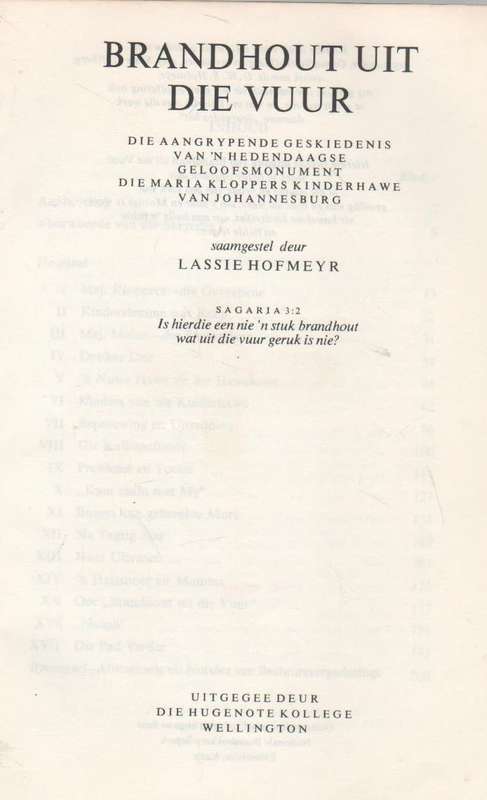 BRANDHOUT UIT
DIE VUUR
DIE AANGRYPENDE GESKIEDENIS
VAN 'N HEDENDAAGSE
GELOOFSMONUMENT
DIE MARIA KLOPPERS KINDERHAWE
VAN JOHANNESBURG
saamgestel deur
LASSIE HOFMEYR
SAGARJA 3:2
Is hierdie een nie 'n stuk brandhout
wat uit die vuur geruk is nie?
UITGEGEE DEUR
DIE HUGENOTE KOLLEGE
WELLINGTON